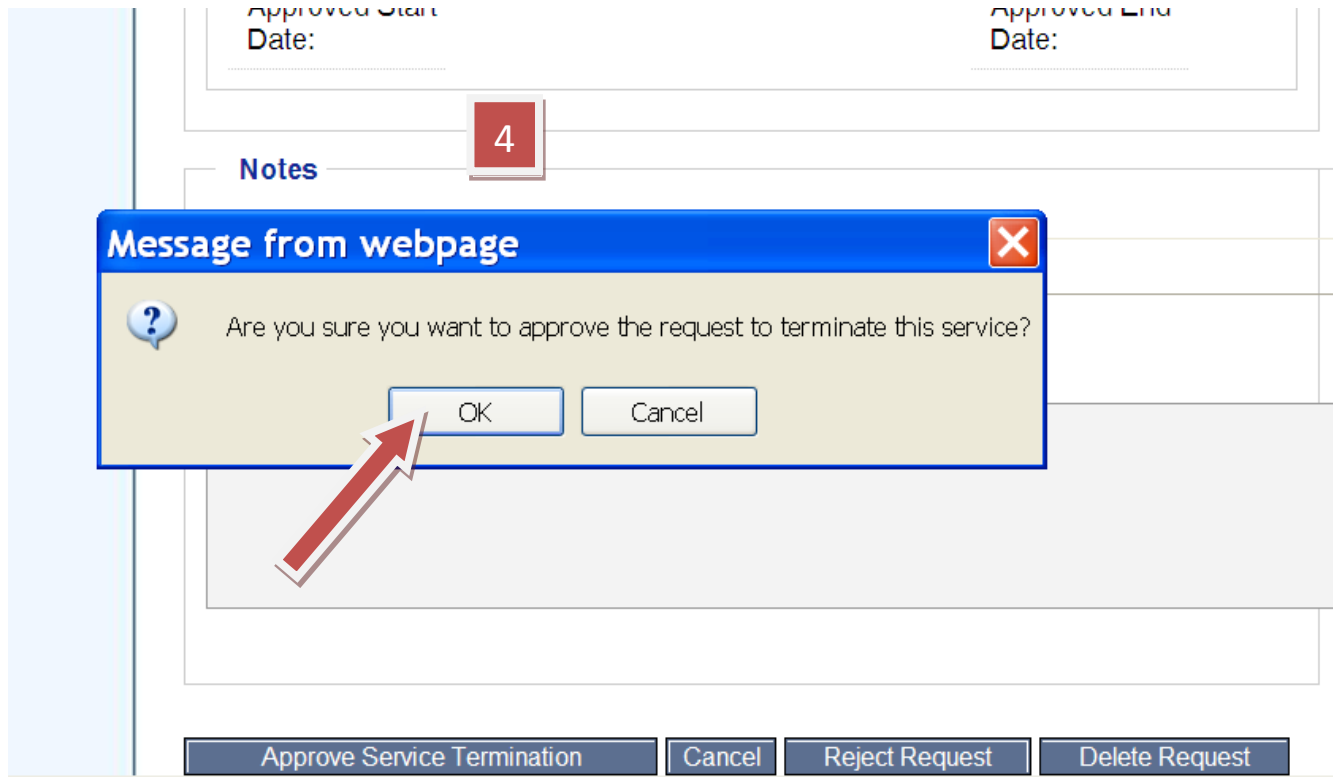 Approved Start
Approved End
Date:
Date:
4
Notes
Message from webpage
Are you sure you want to approve the request to terminate this service?
OK
Cancel
Approve Service Termination
Cancel
Reject Request
Delete Request